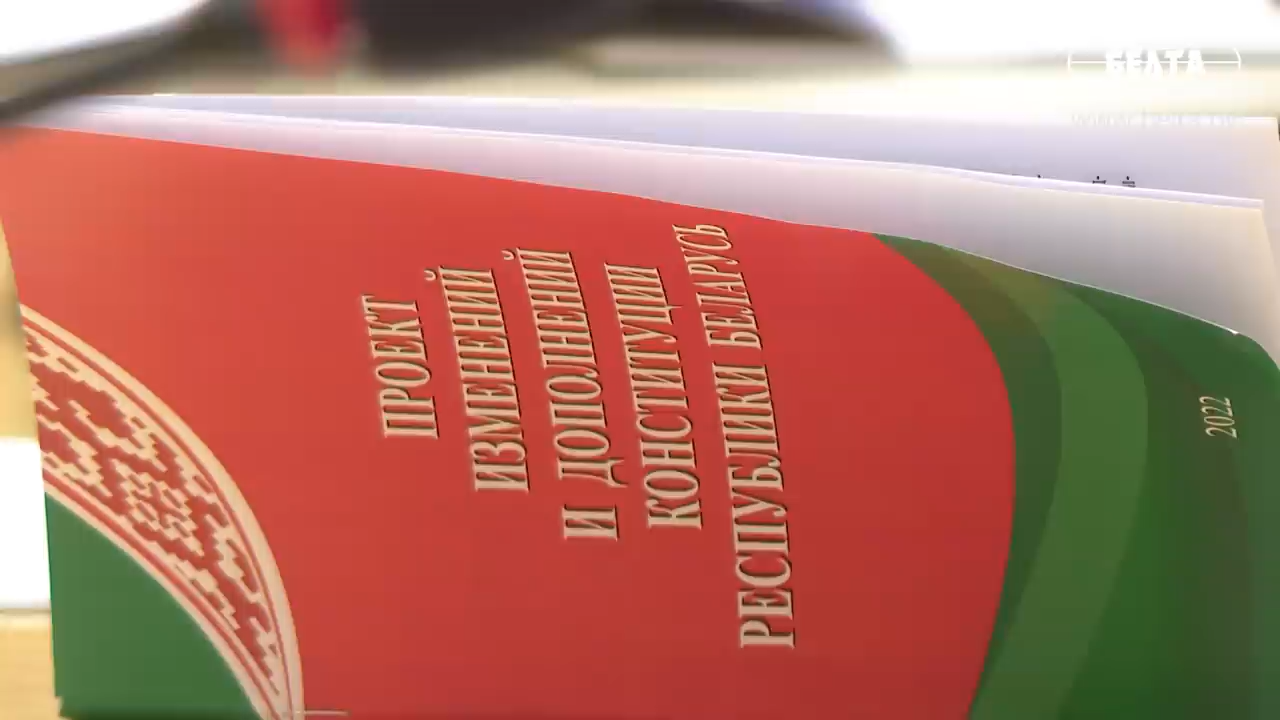 ПРОЕКТ
ИЗМЕНЕНИЙ
И ДОПОЛНЕНИЙ
КОНСТИТУЦИИ
РЕСПУБЛИКИ БЕЛАРУСЬ
2022
БЕЛТА